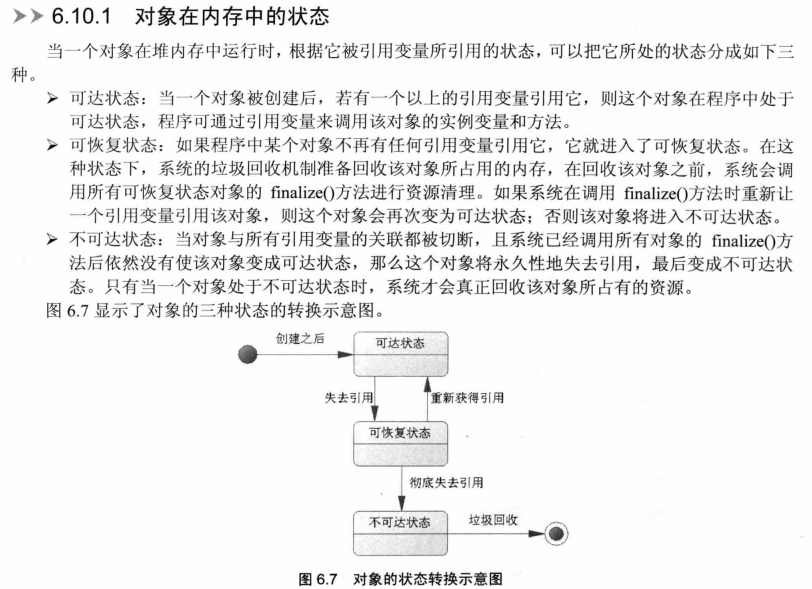 >> 6.10.1 对象在内存中的状态
当一个对象在堆内存中运行时,根据它被引用变量所引用的状态,可以把它所处的状态分成如下三
种。
➢ 可达状态:当一个对象被创建后,若有一个以上的引用变量引用它,则这个对象在程序中处于
可达状态,程序可通过引用变量来调用该对象的实例变量和方法。
➢ 可恢复状态:如果程序中某个对象不再有任何引用变量引用它,它就进入了可恢复状态。在这
种状态下,系统的垃圾回收机制准备回收该对象所占用的内存,在回收该对象之前,系统会调
用所有可恢复状态对象的 finalize()方法进行资源清理。如果系统在调用 finalize()方法时重新让
一个引用变量引用该对象,则这个对象会再次变为可达状态;否则该对象将进入不可达状态。
➢ 不可达状态:当对象与所有引用变量的关联都被切断,且系统已经调用所有对象的 finalize()方
法后依然没有使该对象变成可达状态,那么这个对象将永久性地失去引用,最后变成不可达状
态。只有当一个对象处于不可达状态时,系统才会真正回收该对象所占有的资源。
图 6.7 显示了对象的三种状态的转换示意图。
创建之后
可达状态
失去引用
重新获得引用
可恢复状态
彻底失去引用
不可达状态
垃圾回收
图 6.7 对象的状态转换示意图